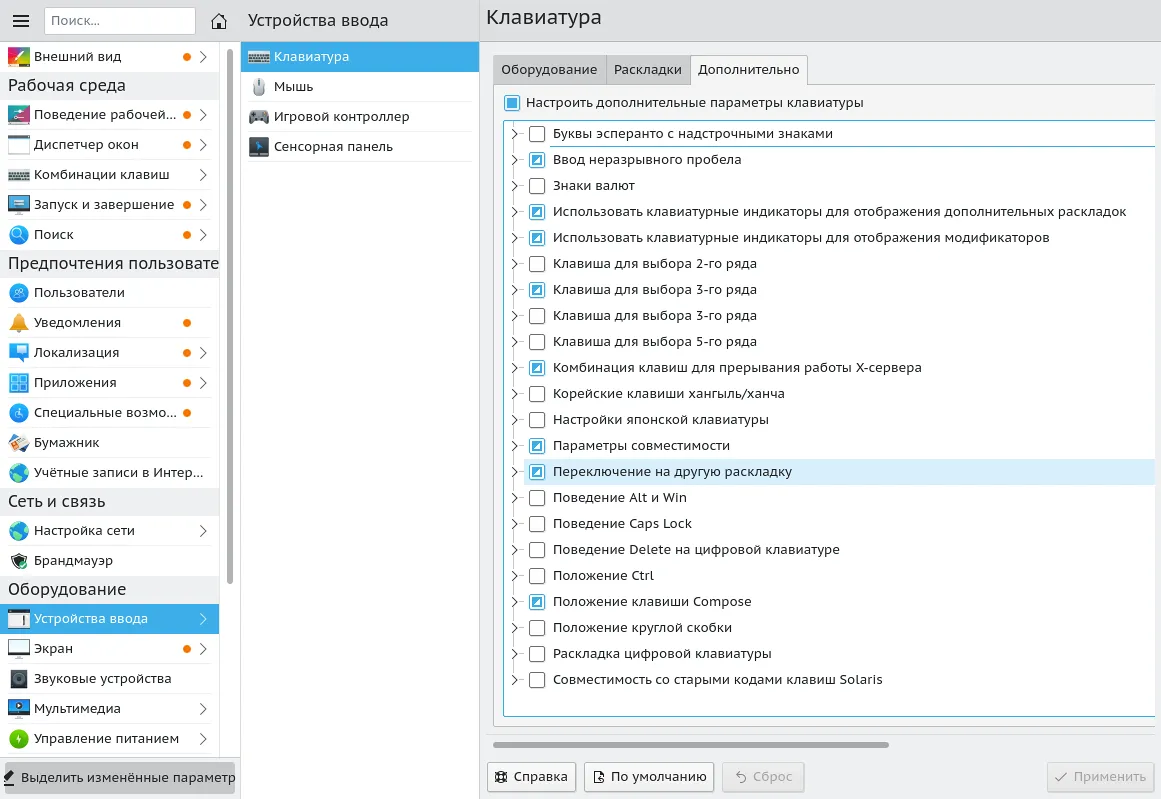 Поиск...
Устройства ввода
Клавиатура
Внешний вид
Рабочая среда
Поведение рабочей...
Диспетчер окон
Комбинации клавиш
Запуск и завершение
Поиск
Предпочтения пользовате
Пользователи
Уведомления
Локализация
Приложения
Специальные возмо...
Бумажник
Учётные записи в Интер...
Сеть и связь
Настройка сети
Брандмауэр
Оборудование
Устройства ввода
Экран
Звуковые устройства
Мультимедиа
Управление питанием
Выделить изменённые параметр
Клавиатура
Мышь
Игровой контроллер
Сенсорная панель
Оборудование
Раскладки
Дополнительно
Настроить дополнительные параметры клавиатуры
Буквы эсперанто с надстрочными знаками
Ввод неразрывного пробела
Знаки валют
Использовать клавиатурные индикаторы для отображения дополнительных раскладок
Использовать клавиатурные индикаторы для отображения модификаторов
Клавиша для выбора 2-го ряда
Клавиша для выбора 3-го ряда
Клавиша для выбора 3-го ряда
Клавиша для выбора 5-го ряда
Комбинация клавиш для прерывания работы X-сервера
Корейские клавиши хангыль/ханча
Настройки японской клавиатуры
Параметры совместимости
Переключение на другую раскладку
Поведение Alt и Win
Поведение Caps Lock
Поведение Delete на цифровой клавиатуре
Положение Ctrl
Положение клавиши Compose
Положение круглой скобки
Раскладка цифровой клавиатуры
Совместимость со старыми кодами клавиш Solaris
Справка
По умолчанию
Сброс
Применить